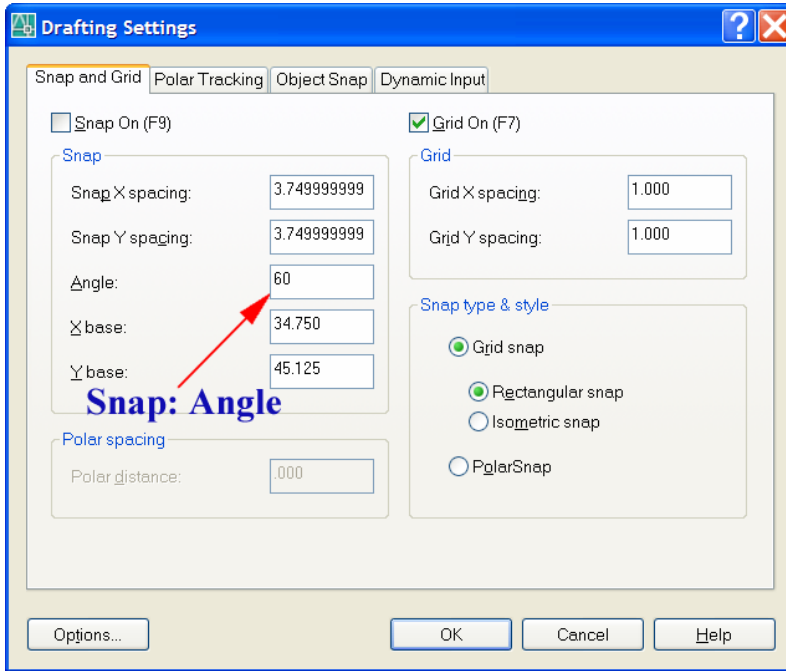 Drafting Settings
Snap and Grid Polar Tracking Object Snap Dynamic Input
Snap On (F9)
Snap
Snap X spacing: 3.749999999
Snap Y spacing: 3.749999999
Angle: 60
X base: 34.750
Y base: 45.125
Snap: Angle
Polar spacing
Polar distance: .000
Grid On (F7)
Grid
Grid X spacing: 1.000
Grid Y spacing: 1.000
Snap type & style
Grid snap
Rectangular snap
Isometric snap
PolarSnap
Options... OK Cancel Help